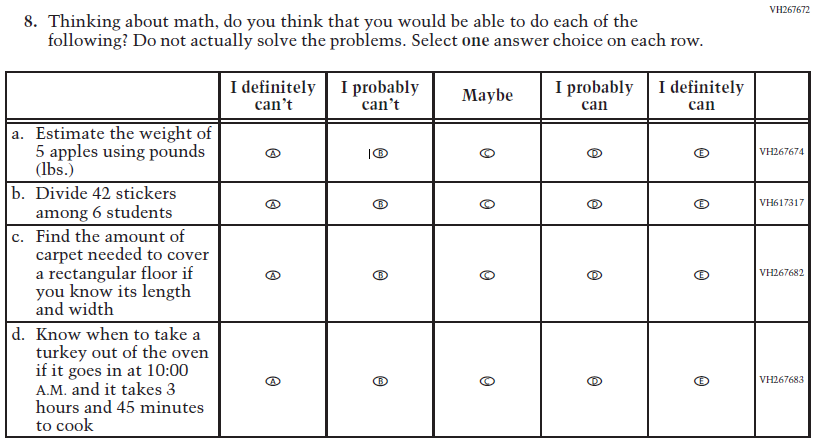 VH267672
8. Thinking about math, do you think that you would be able to do each of the
following? Do not actually solve the problems. Select one answer choice on each row.
I definitely can't I probably can't Maybe I probably can I definitely can
a. Estimate the weight of
5 apples using pounds
(lbs.)
A B C D E VH267674
b. Divide 42 stickers
among 6 students
A B C D E VH617317
c. Find the amount of
carpet needed to cover
a rectangular floor if
you know its length
and width
A B C D E VH267682
d. Know when to take a
turkey out of the oven
if it goes in at 10:00
A.M. and it takes 3
hours and 45 minutes
to cook
A B C D E VH267683